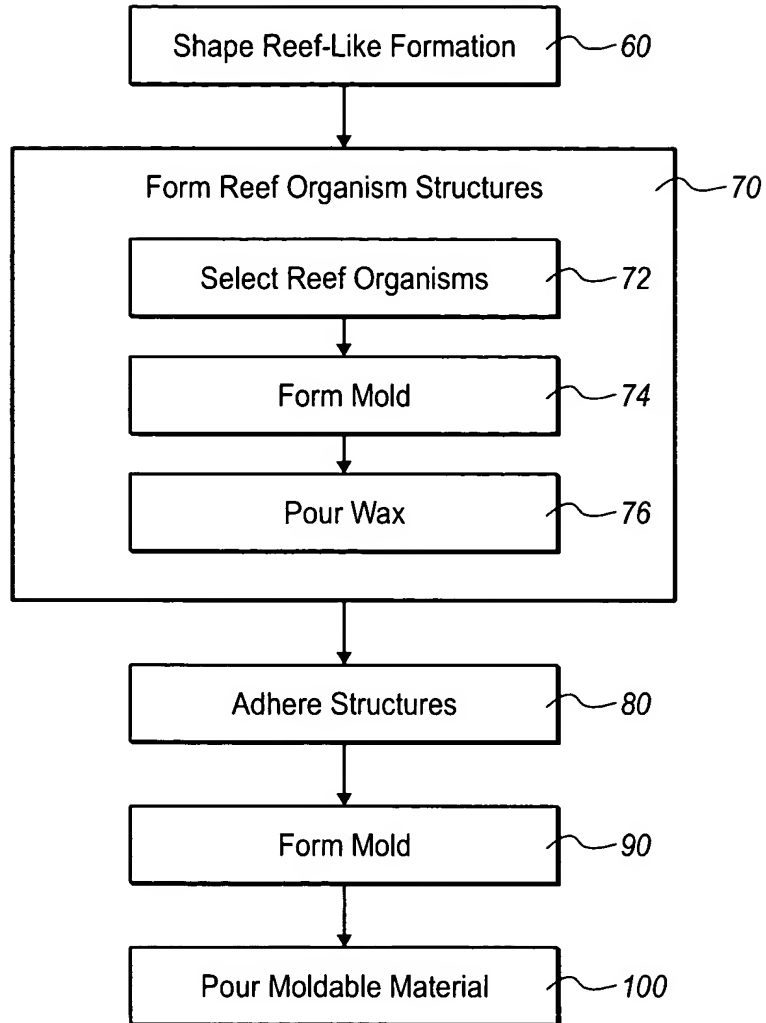 Shape Reef-Like Formation 60
Form Reef Organism Structures 70
Select Reef Organisms 72
Form Mold 74
Pour Wax 76
Adhere Structures 80
Form Mold 90
Pour Moldable Material 100